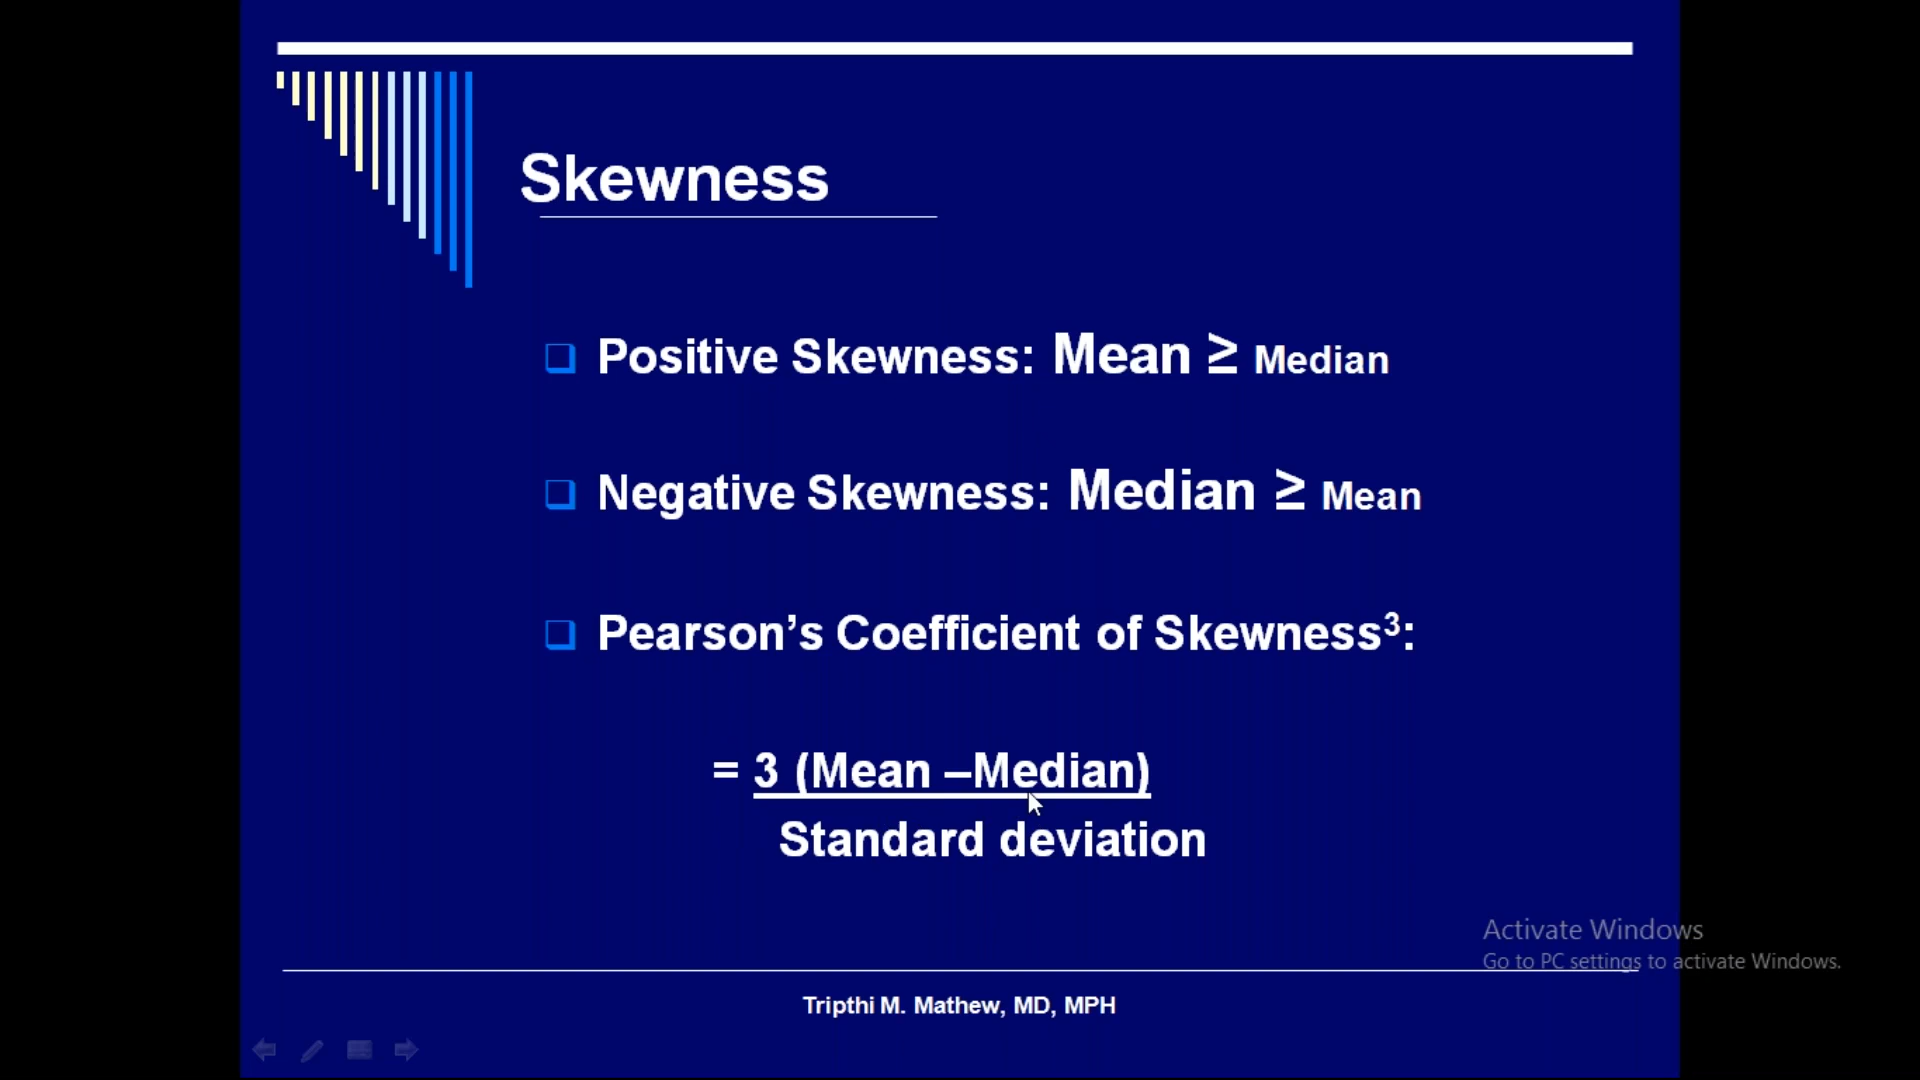 Skewness
Positive Skewness: Mean ≥ Median
Negative Skewness: Median ≥ Mean
Pearson’s Coefficient of Skewness³:
= 3 (Mean –Median)
Standard deviation
Activate Windows
Go to PC settings to activate Windows.
Tripthi M. Mathew, MD, MPH